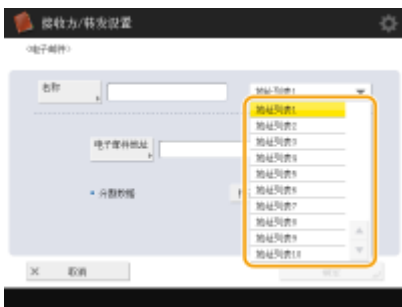 接收方/转发设置
<电子邮件>
名称
地址列表1
地址列表1
地址列表2
地址列表3
地址列表4
电子邮件地址
地址列表5
分割数据
地址列表6
地址列表7
地址列表8
地址列表9
地址列表10
× 取消
确定